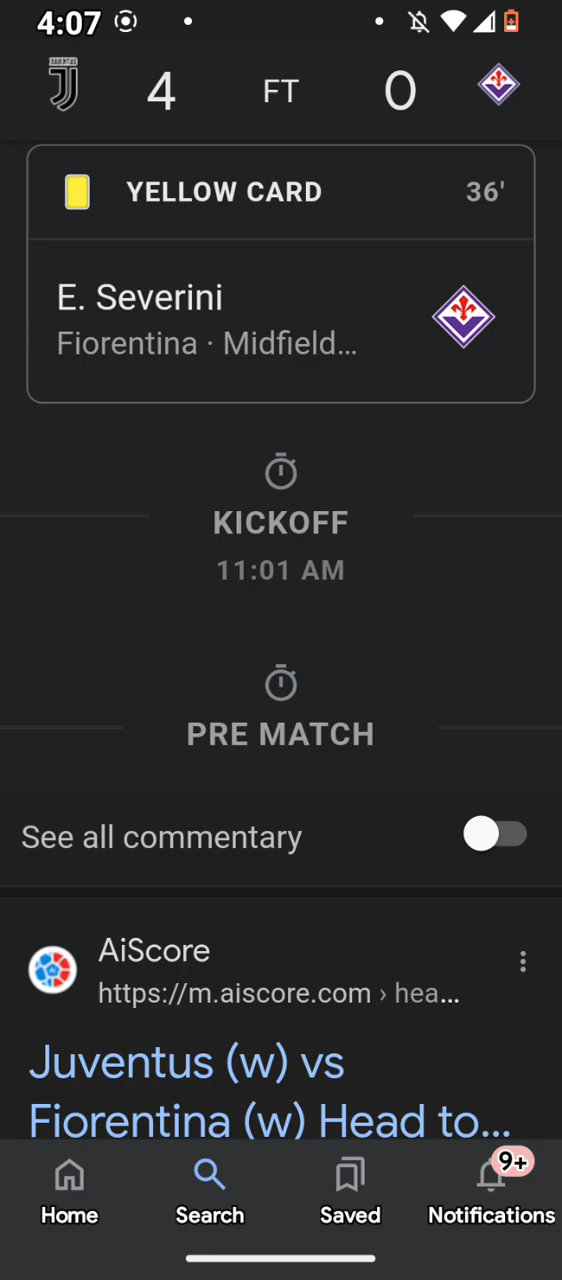 4:07
JUVENTUS
4 FT 0
YELLOW CARD 36'
E. Severini
Fiorentina · Midfield...
KICKOFF
11:01 AM
PRE MATCH
See all commentary
AiScore
https://m.aiscore.com › hea...
Juventus (w) vs
Fiorentina (w) Head to...
9+
Home Search Saved Notifications